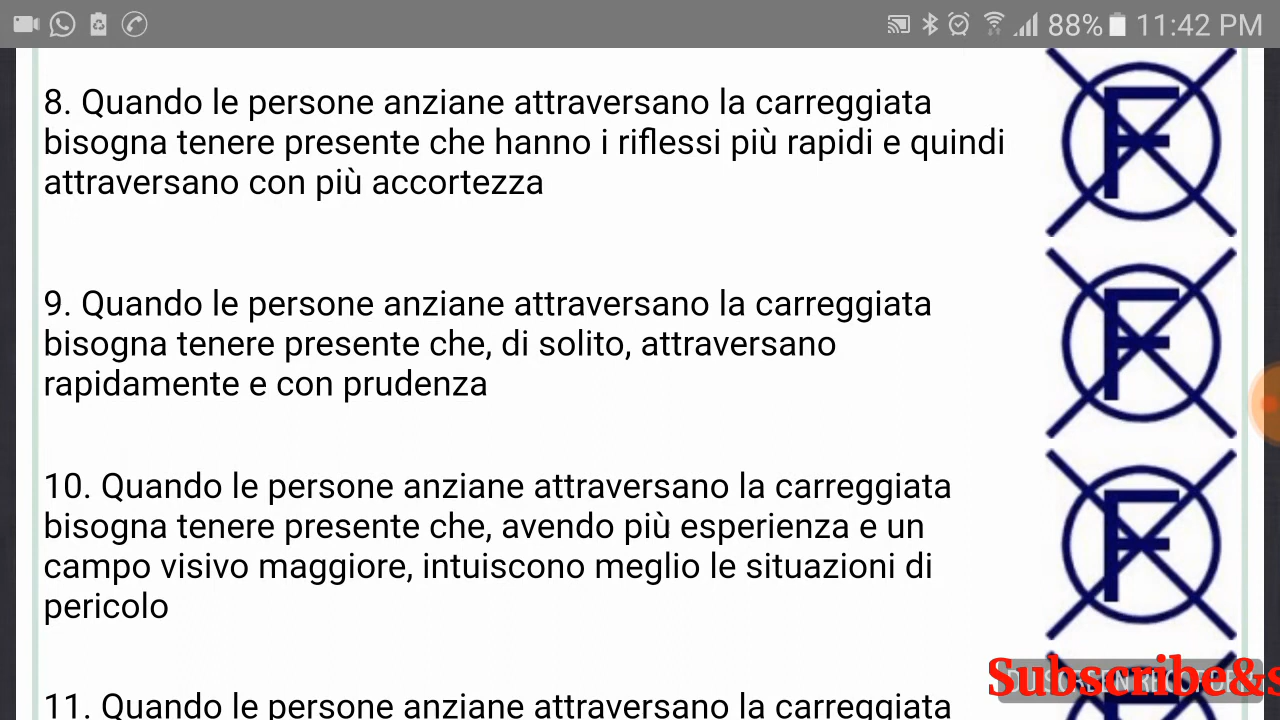 88% 11:42 PM
8. Quando le persone anziane attraversano la carreggiata
bisogna tenere presente che hanno i riflessi più rapidi e quindi
attraversano con più accortezza
F
9. Quando le persone anziane attraversano la carreggiata
bisogna tenere presente che, di solito, attraversano
rapidamente e con prudenza
F
10. Quando le persone anziane attraversano la carreggiata
bisogna tenere presente che, avendo più esperienza e un
campo visivo maggiore, intuiscono meglio le situazioni di
pericolo
F
Subscribe&s
11. Quando le persone anziane attraversano la carreggiata